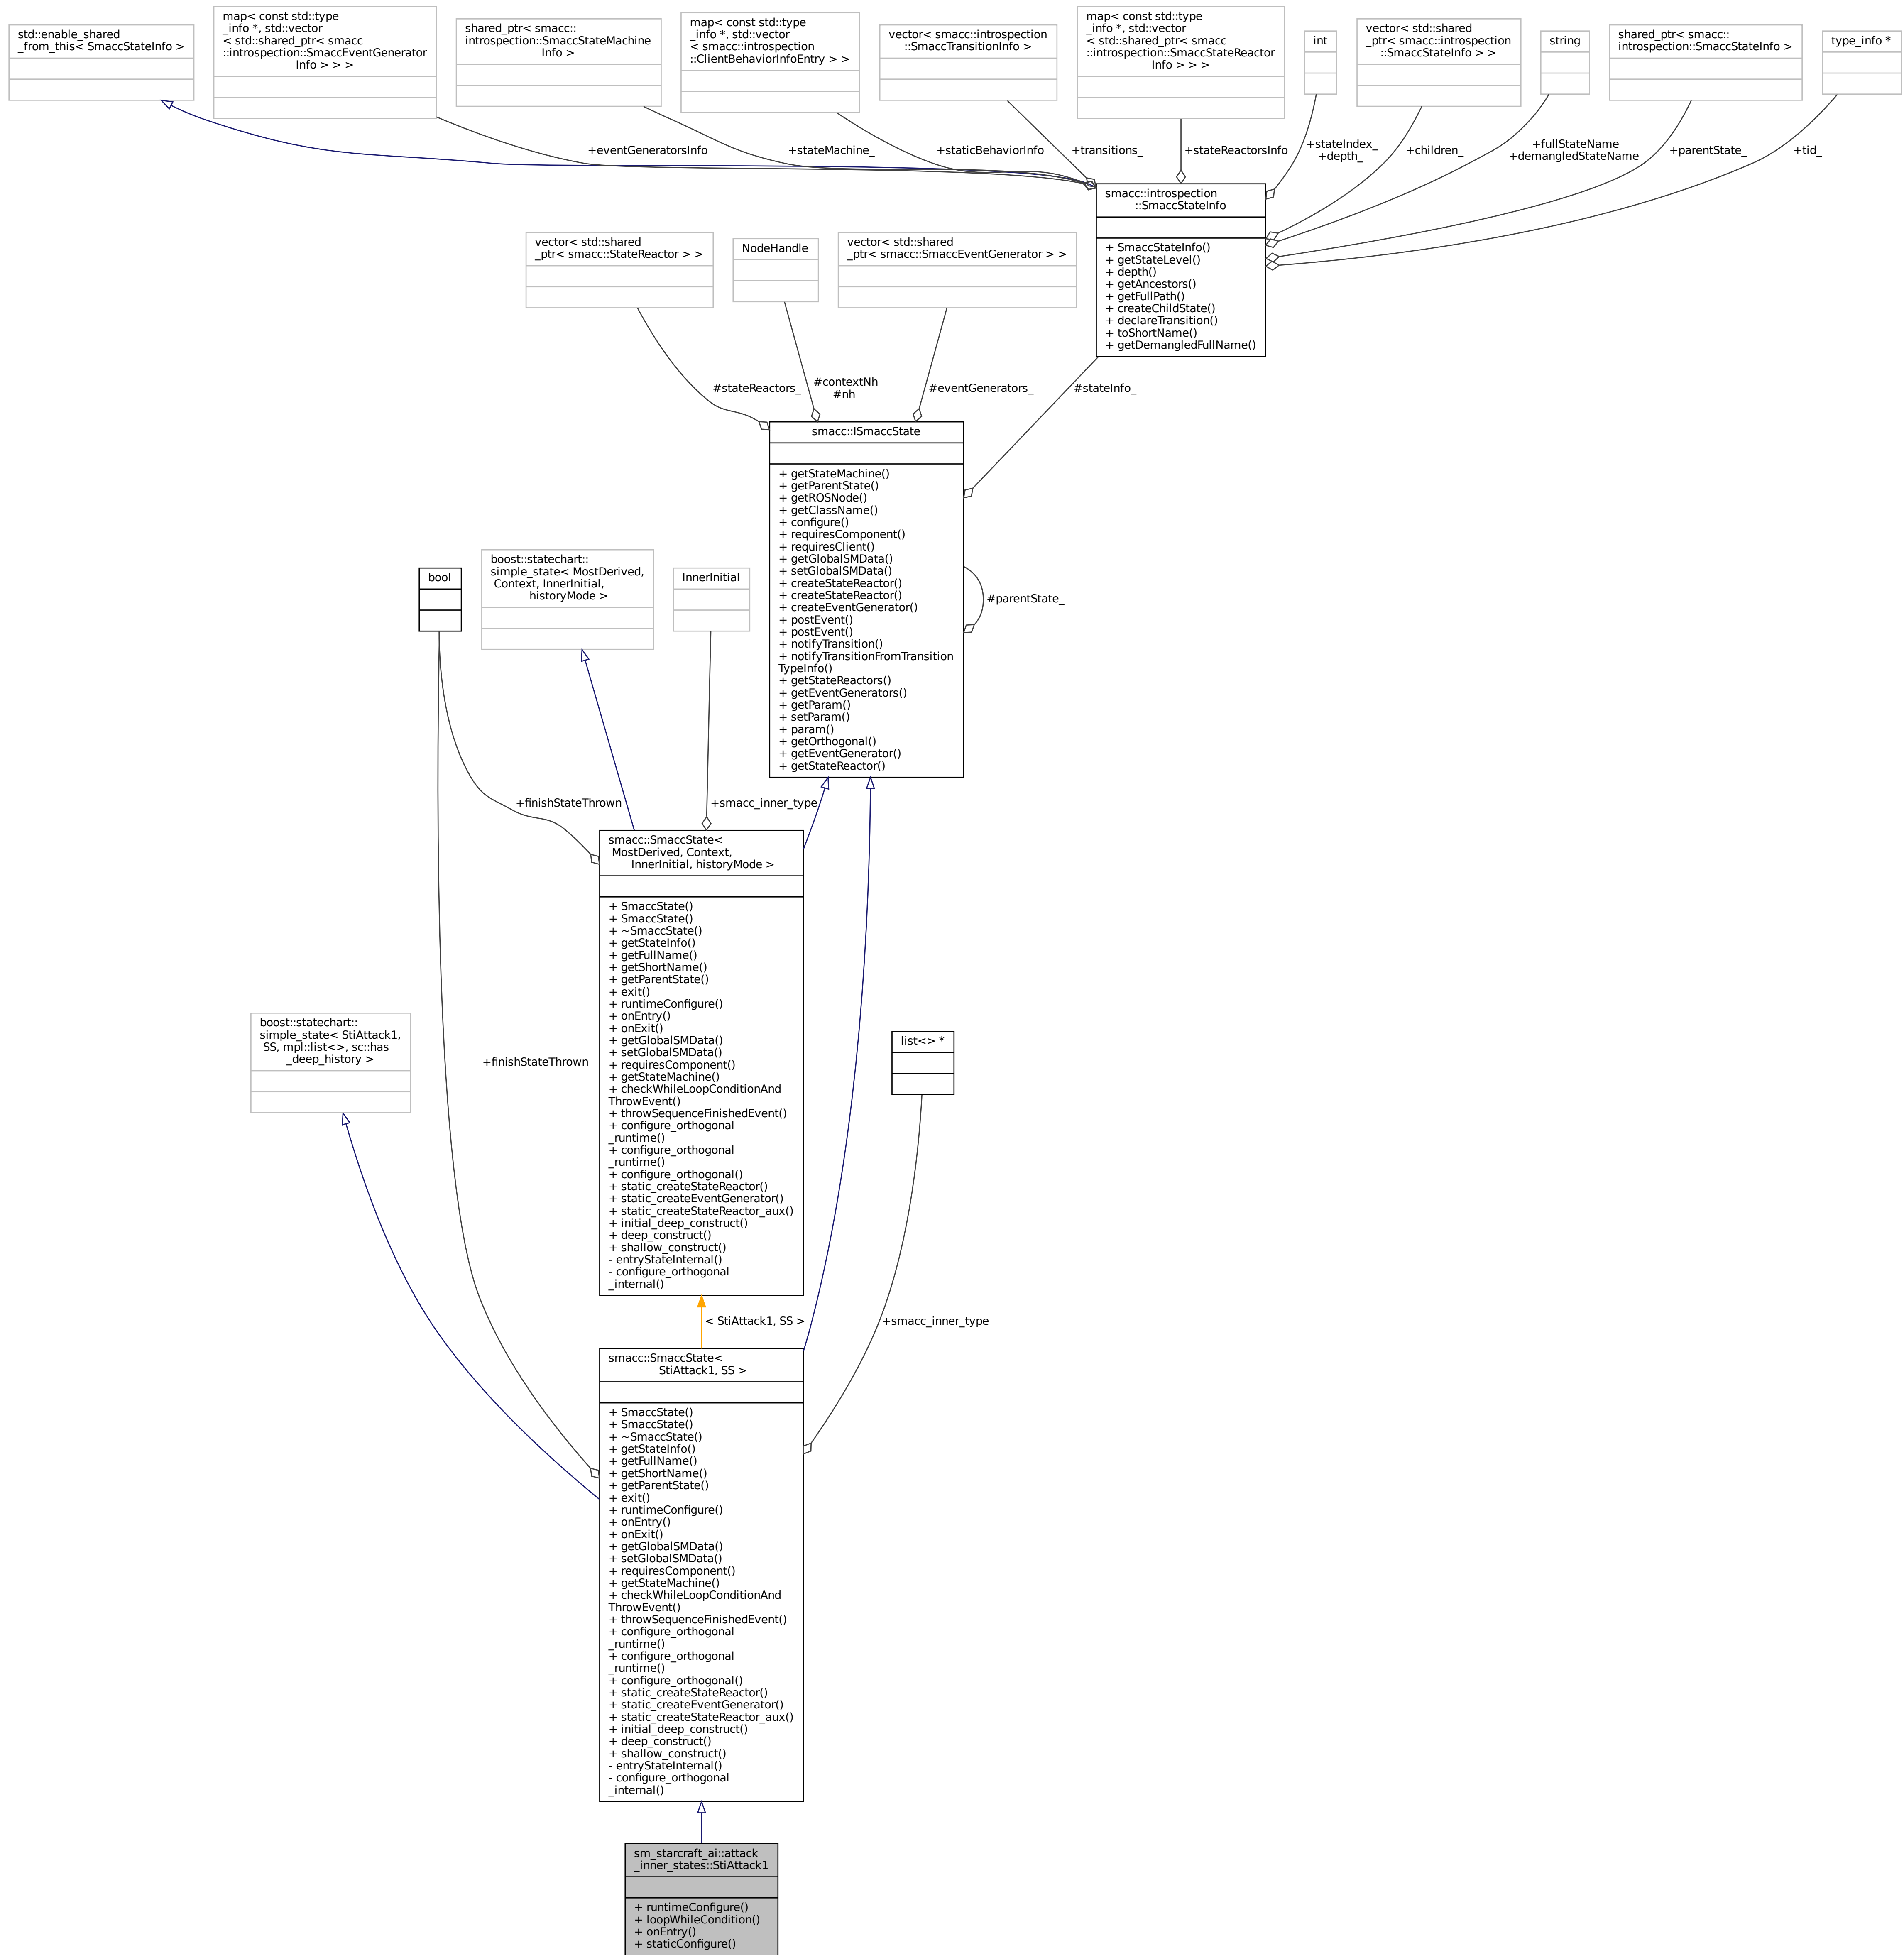 std::enable_shared
_from_this< SmaccStateInfo >
map< const std::type
_info *, std::vector
< std::shared_ptr< smacc
::introspection::SmaccEventGenerator
Info > > >
shared_ptr< smacc::
introspection::SmaccStateMachine
Info >
map< const std::type
_info *, std::vector
< smacc::introspection
::ClientBehaviorInfoEntry > >
vector< smacc::introspection
::SmaccTransitionInfo >
map< const std::type
_info *, std::vector
< std::shared_ptr< smacc
::introspection::SmaccStateReactor
Info > > >
int
vector< std::shared
_ptr< smacc::introspection
::SmaccStateInfo > >
string
shared_ptr< smacc::
introspection::SmaccStateInfo >
type_info *
+eventGeneratorsInfo
+stateMachine_
+staticBehaviorInfo
+transitions_
+stateReactorsInfo
+stateIndex_
+depth_
+children_
+fullStateName
+demangledStateName
+parentState_
+tid_
smacc::introspection
::SmaccStateInfo
+ SmaccStateInfo()
+ getStateLevel()
+ depth()
+ getAncestors()
+ getFullPath()
+ createChildState()
+ declareTransition()
+ toShortName()
+ getDemangledFullName()
vector< std::shared
_ptr< smacc::StateReactor > >
NodeHandle
vector< std::shared
_ptr< smacc::SmaccEventGenerator > >
#stateReactors_
#contextNh
#nh
#eventGenerators_
#stateInfo_
smacc::ISmaccState
+ getStateMachine()
+ getParentState()
+ getROSNode()
+ getClassName()
+ configure()
+ requiresComponent()
+ requiresClient()
+ getGlobalSMData()
+ setGlobalSMData()
+ createStateReactor()
+ createStateReactor()
+ createEventGenerator()
+ postEvent()
+ postEvent()
+ notifyTransition()
+ notifyTransitionFromTransition
TypeInfo()
+ getStateReactors()
+ getEventGenerators()
+ getParam()
+ setParam()
+ param()
+ getOrthogonal()
+ getEventGenerator()
+ getStateReactor()
#parentState_
bool
boost::statechart::
simple_state< MostDerived,
Context, InnerInitial,
historyMode >
InnerInitial
+finishStateThrown
+smacc_inner_type
smacc::SmaccState<
MostDerived, Context,
InnerInitial, historyMode >
+ SmaccState()
+ SmaccState()
+ ~SmaccState()
+ getStateInfo()
+ getFullName()
+ getShortName()
+ getParentState()
+ exit()
+ runtimeConfigure()
+ onEntry()
+ onExit()
+ getGlobalSMData()
+ setGlobalSMData()
+ requiresComponent()
+ getStateMachine()
+ checkWhileLoopConditionAnd
ThrowEvent()
+ throwSequenceFinishedEvent()
+ configure_orthogonal
_runtime()
+ configure_orthogonal
_runtime()
+ configure_orthogonal()
+ static_createStateReactor()
+ static_createEventGenerator()
+ static_createStateReactor_aux()
+ initial_deep_construct()
+ deep_construct()
+ shallow_construct()
- entryStateInternal()
- configure_orthogonal
_internal()
boost::statechart::
simple_state< StiAttack1,
SS, mpl::list<>, sc::has
_deep_history >
+finishStateThrown
list<> *
< StiAttack1, SS >
+smacc_inner_type
smacc::SmaccState<
StiAttack1, SS >
+ SmaccState()
+ SmaccState()
+ ~SmaccState()
+ getStateInfo()
+ getFullName()
+ getShortName()
+ getParentState()
+ exit()
+ runtimeConfigure()
+ onEntry()
+ onExit()
+ getGlobalSMData()
+ setGlobalSMData()
+ requiresComponent()
+ getStateMachine()
+ checkWhileLoopConditionAnd
ThrowEvent()
+ throwSequenceFinishedEvent()
+ configure_orthogonal
_runtime()
+ configure_orthogonal
_runtime()
+ configure_orthogonal()
+ static_createStateReactor()
+ static_createEventGenerator()
+ static_createStateReactor_aux()
+ initial_deep_construct()
+ deep_construct()
+ shallow_construct()
- entryStateInternal()
- configure_orthogonal
_internal()
sm_starcraft_ai::attack
_inner_states::StiAttack1
+ runtimeConfigure()
+ loopWhileCondition()
+ onEntry()
+ staticConfigure()